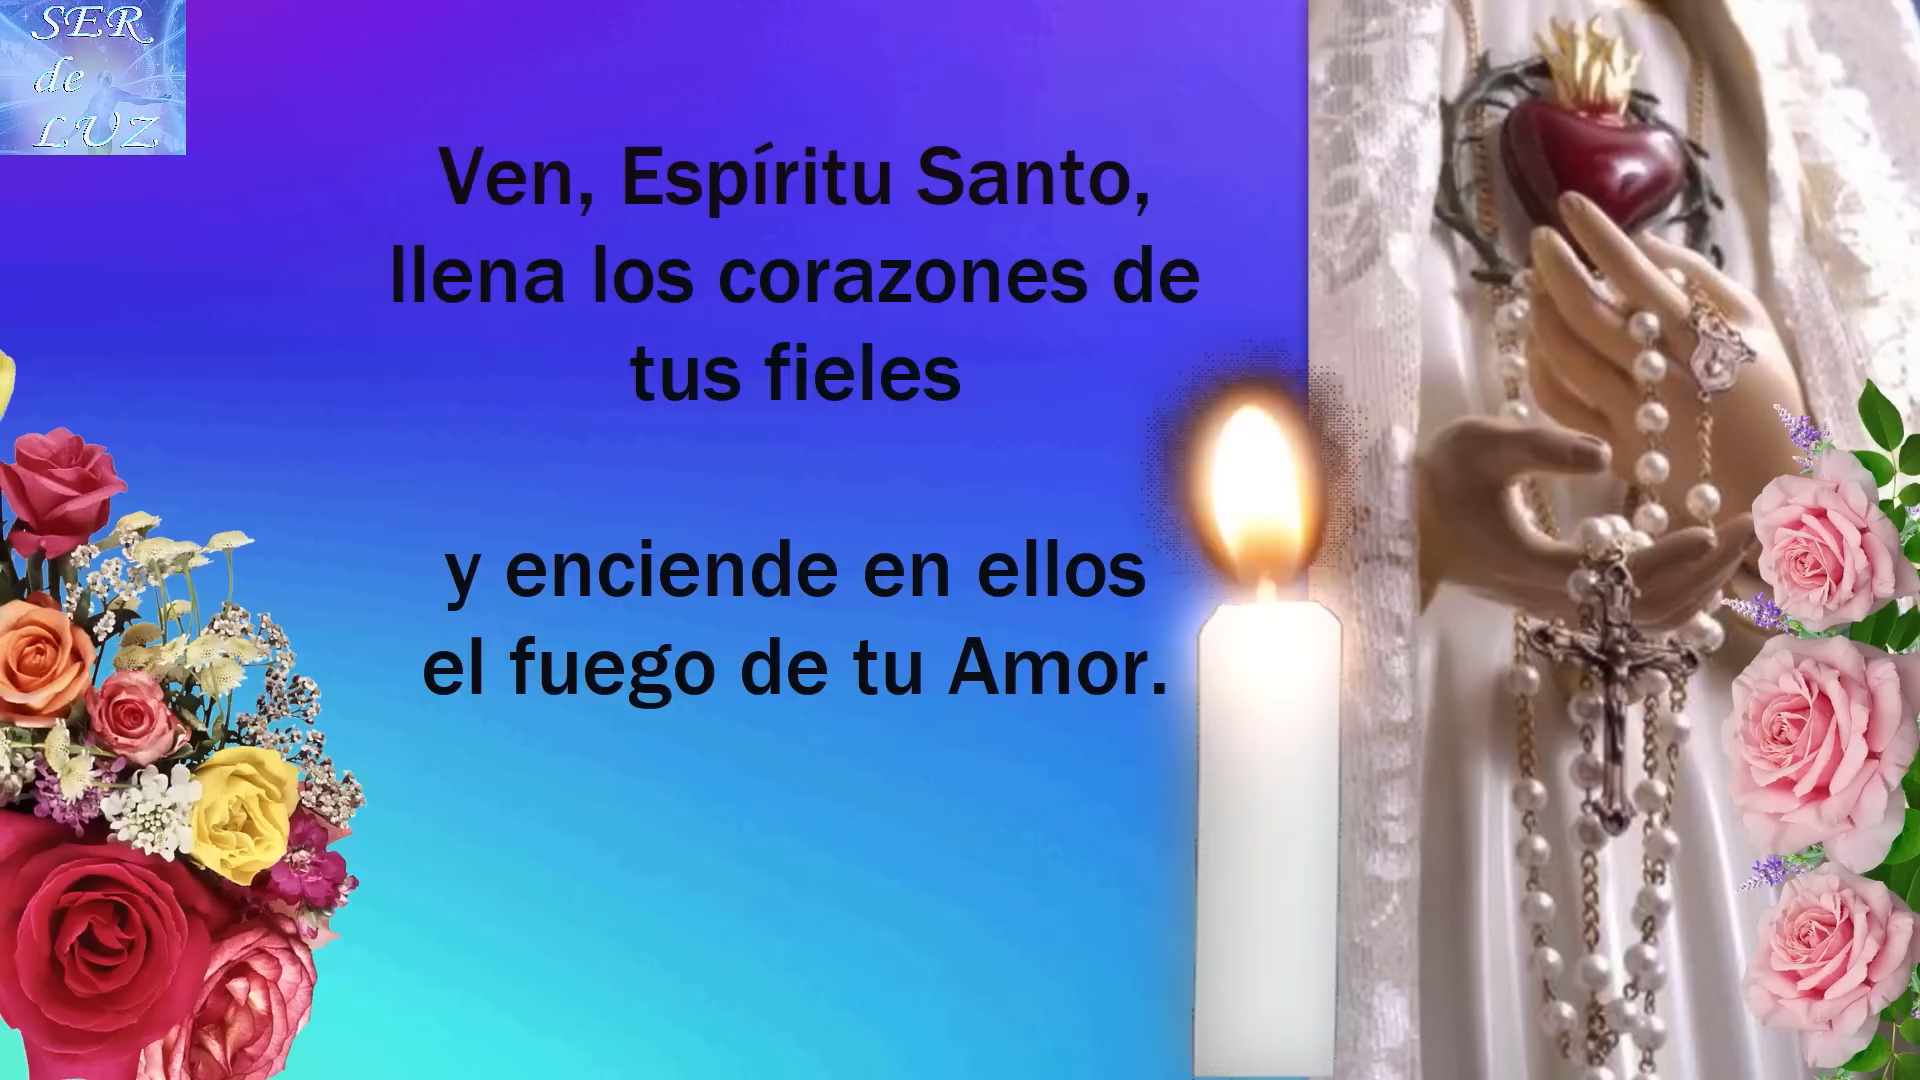 SER
de
LUZ
Ven, Espíritu Santo,
llena los corazones de
tus fieles
y enciende en ellos
el fuego de tu Amor.